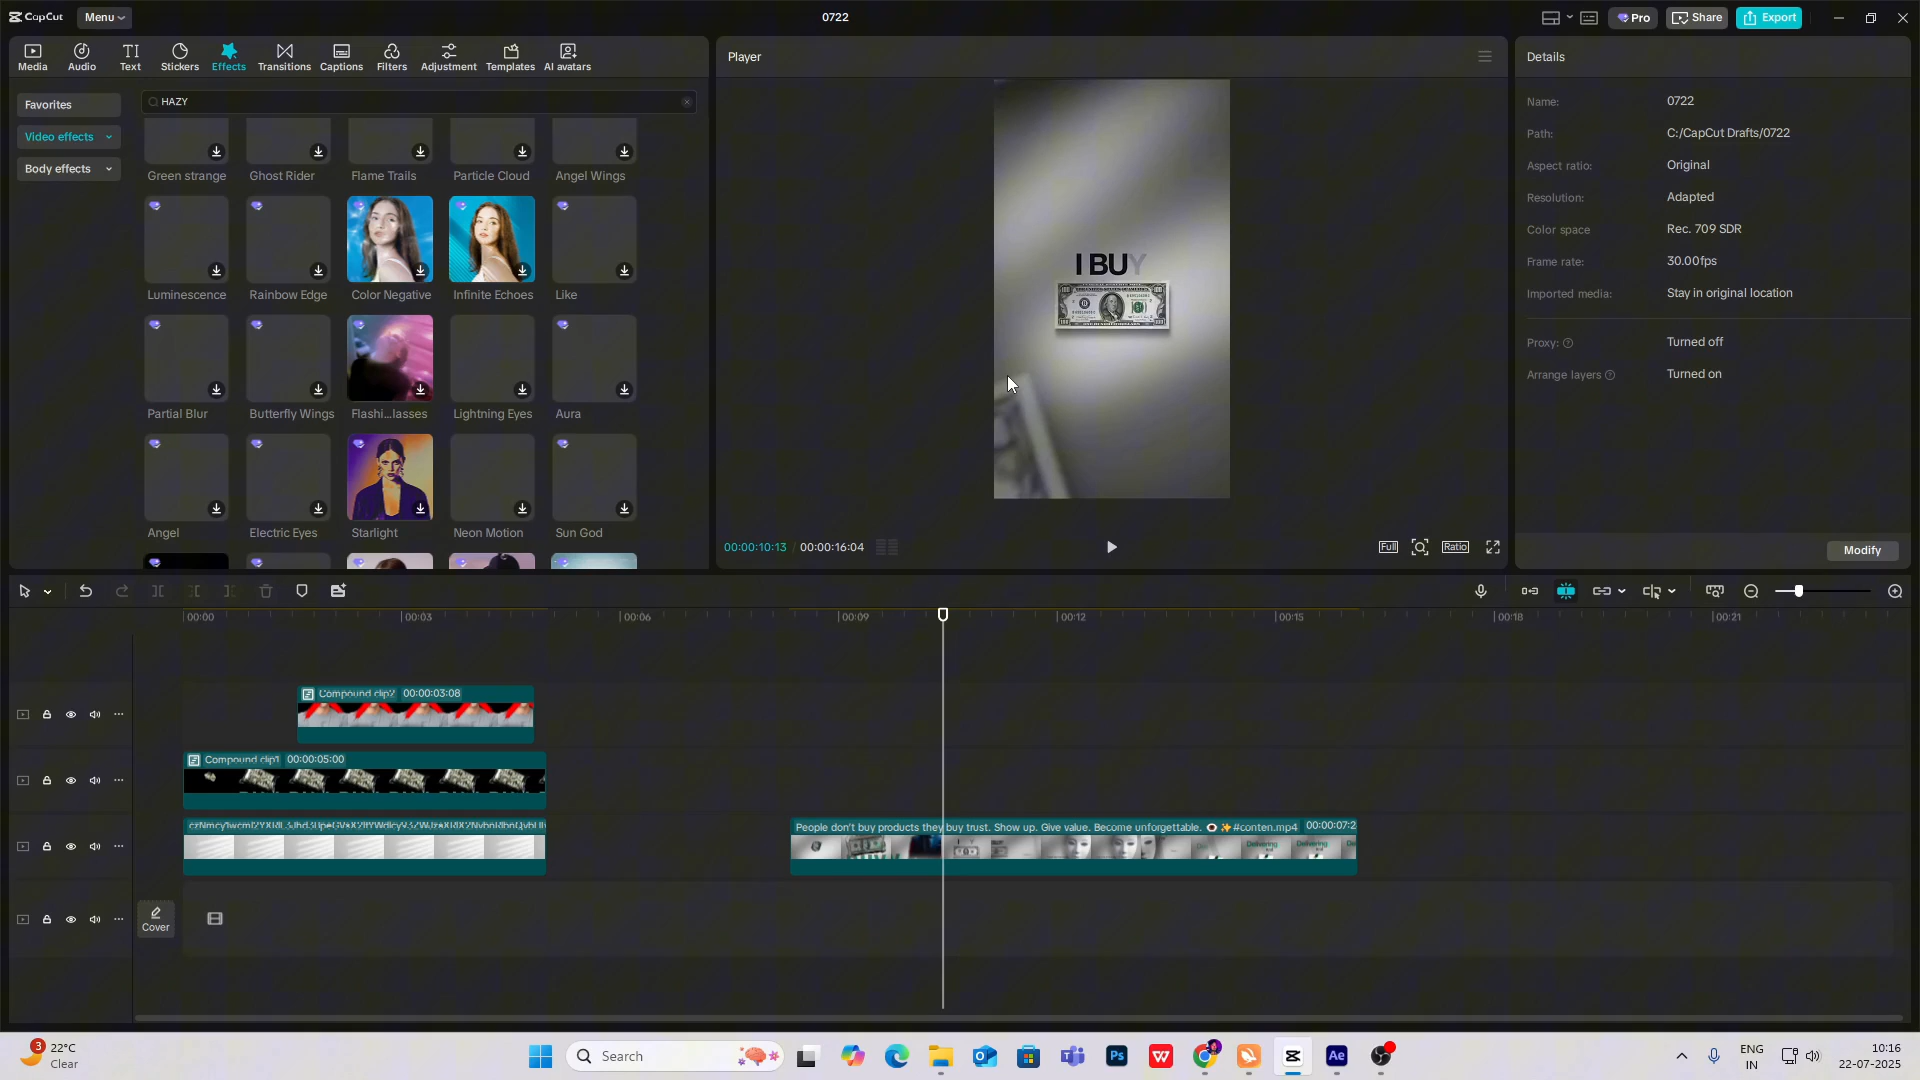 CapCut
Menu
0722
Pro
Share
Export
Media
Audio
Text
Stickers
Effects
Transitions
Captions
Filters
Adjustment
Templates
AI avatars
Favorites
Video effects
Body effects
HAZY
Green strange
Ghost Rider
Flame Trails
Particle Cloud
Angel Wings
Luminescence
Rainbow Edge
Color Negative
Infinite Echoes
Like
Partial Blur
Butterfly Wings
Flashi...lasses
Lightning Eyes
Aura
Angel
Electric Eyes
Starlight
Neon Motion
Sun God
Player
I BUY
00:00:10:13
00:00:16:04
Full
Ratio
Details
Name: 0722
Path: C:/CapCut Drafts/0722
Aspect ratio: Original
Resolution: Adapted
Color space Rec. 709 SDR
Frame rate: 30.00fps
Imported media: Stay in original location
Proxy: Turned off
Arrange layers Turned on
Modify
00:00
00:03
00:06
00:09
00:12
00:15
00:18
00:21
Compound clip2 00:00:03:08
Compound clip1 00:00:05:00
People don't buy products they buy trust. Show up. Give value. Become unforgettable. 👁️ ✨#conten.mp4 00:00:07:2
Delivering
Delivering
Cover
3
22°C
Clear
Search
Ps
W
Ae
ENG
IN
10:16
22-07-2025